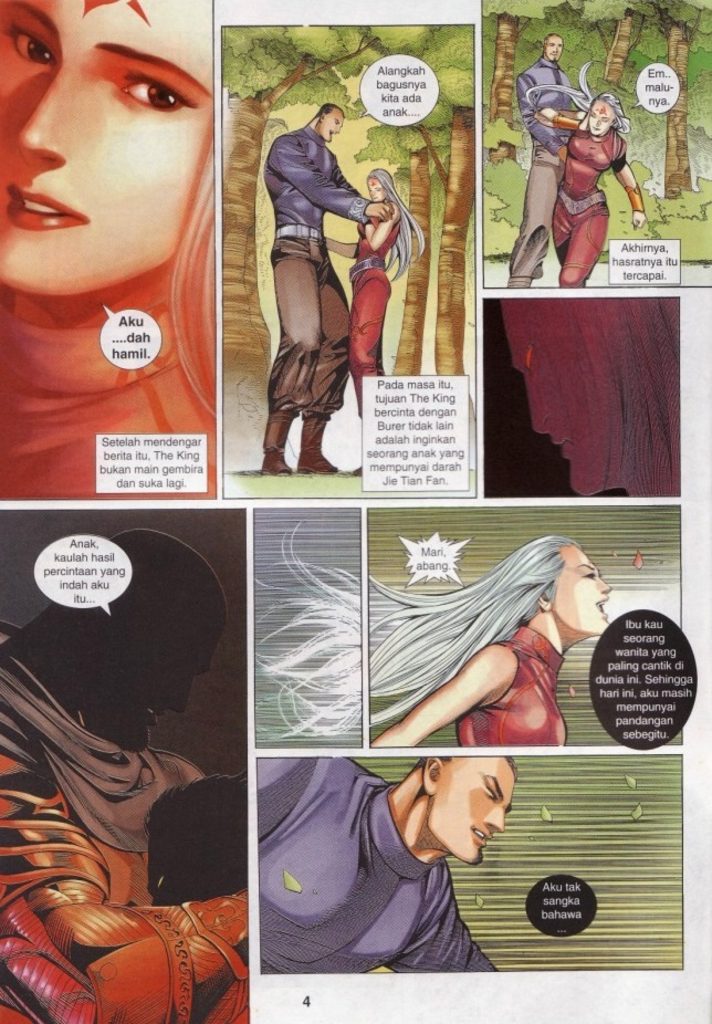 Aku
....dah
hamil.
Setelah mendengar
berita itu, The King
bukan main gembira
dan suka lagi.
Alangkah
bagusnya
kita ada
anak....
Pada masa itu,
tujuan The King
bercinta dengan
Burer tidak lain
adalah inginkan
seorang anak yang
mempunyai darah
Jie Tian Fan.
Em..
malu-
nya.
Akhirnya,
hasratnya itu
tercapai.
Anak,
kaulah hasil
percintaan yang
indah aku
itu...
Mari,
abang.
Ibu kau
seorang
wanita yang
paling cantik di
dunia ini. Sehingga
hari ini, aku masih
mempunyai
pandangan
sebegitu.
Aku tak
sangka
bahawa
...
4